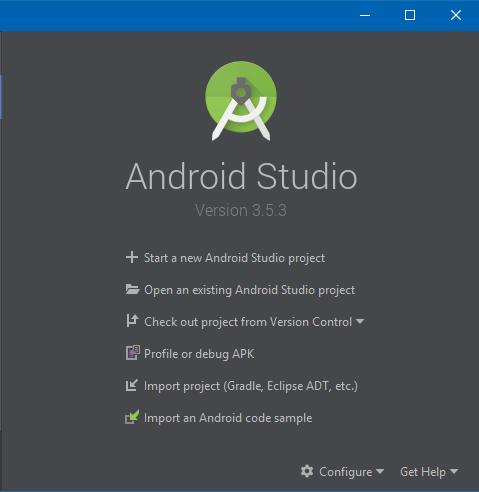 Android Studio
Version 3.5.3
Start a new Android Studio project
Open an existing Android Studio project
Check out project from Version Control
Profile or debug APK
Import project (Gradle, Eclipse ADT, etc.)
Import an Android code sample
Configure Get Help